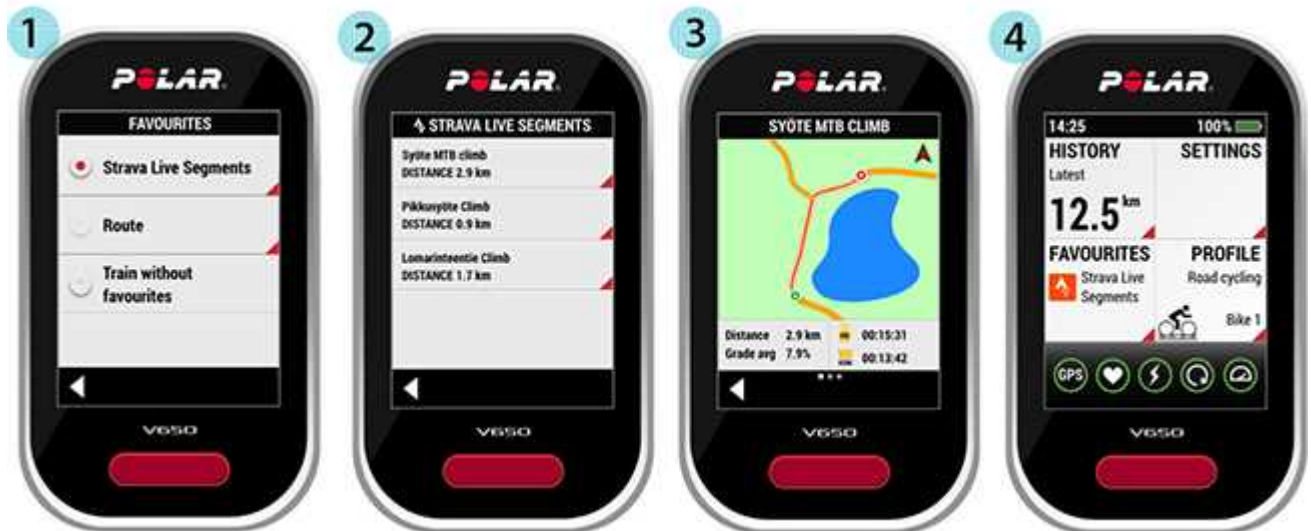 1
POLAR
FAVOURITES
Strava Live Segments
Route
Train without
favourites
V650
2
POLAR
STRAVA LIVE SEGMENTS
Syöte MTB climb
DISTANCE 2.9 km
Pikkusyöte Climb
DISTANCE 0.9 km
Lomarinteentie Climb
DISTANCE 1.7 km
V650
3
POLAR
SYÖTE MTB CLIMB
Distance 2.9 km 00:15:31
Grade avg 7.9% 00:13:42
V650
4
POLAR
14:25 100%
HISTORY SETTINGS
Latest
12.5 km
FAVOURITES PROFILE
Strava Live Road cycling
Segments
Bike 1
GPS
V650